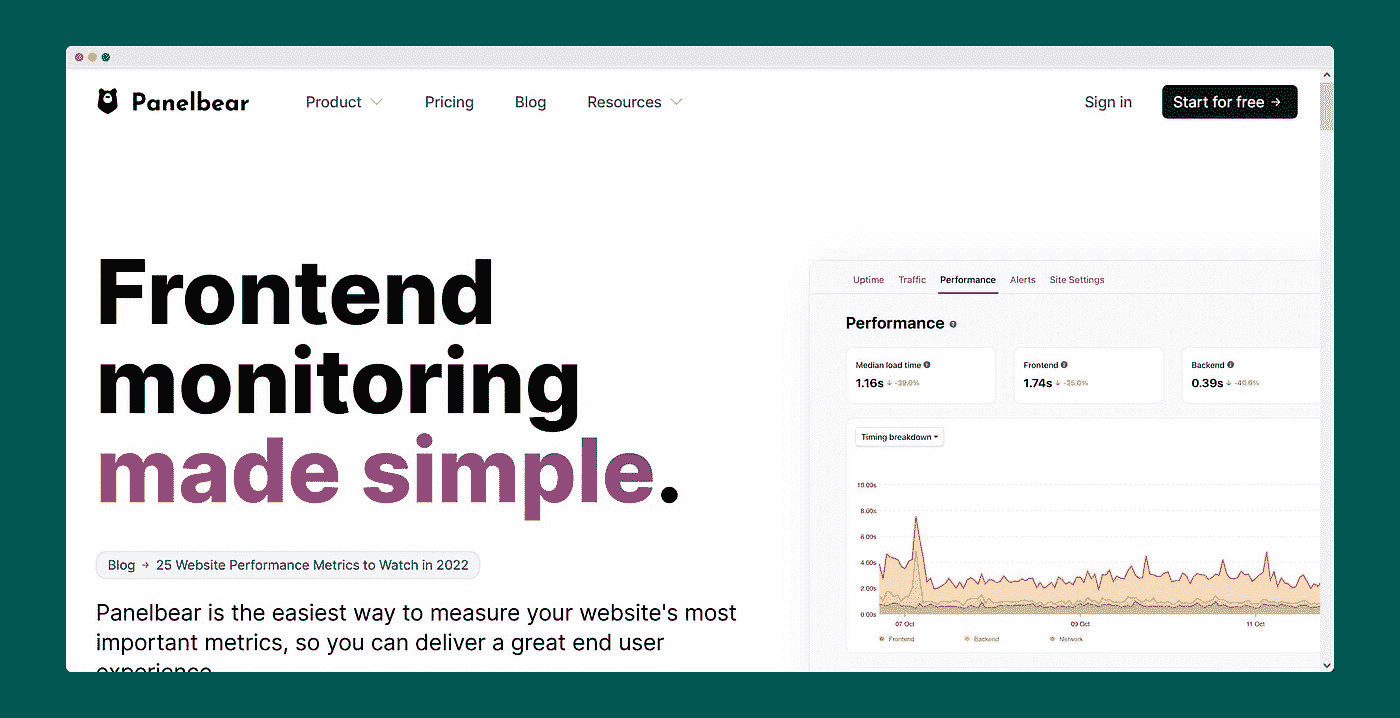 Panelbear
Product
Pricing
Blog
Resources
Sign in
Start for free →
Frontend
monitoring
made simple.
Blog → 25 Website Performance Metrics to Watch in 2022
Panelbear is the easiest way to measure your website's most
important metrics, so you can deliver a great end user
experience
Uptime Traffic Performance Alerts Site Settings
Performance
Median load time
1.16s ↓ -39.0%
Frontend
1.74s ↓ -35.0%
Backend
0.39s ↓ -40.6%
Timing breakdown
10.00s
8.00s
6.00s
4.00s
2.00s
0.00s
07 Oct
09 Oct
11 Oct
Frontend
Backend
Network